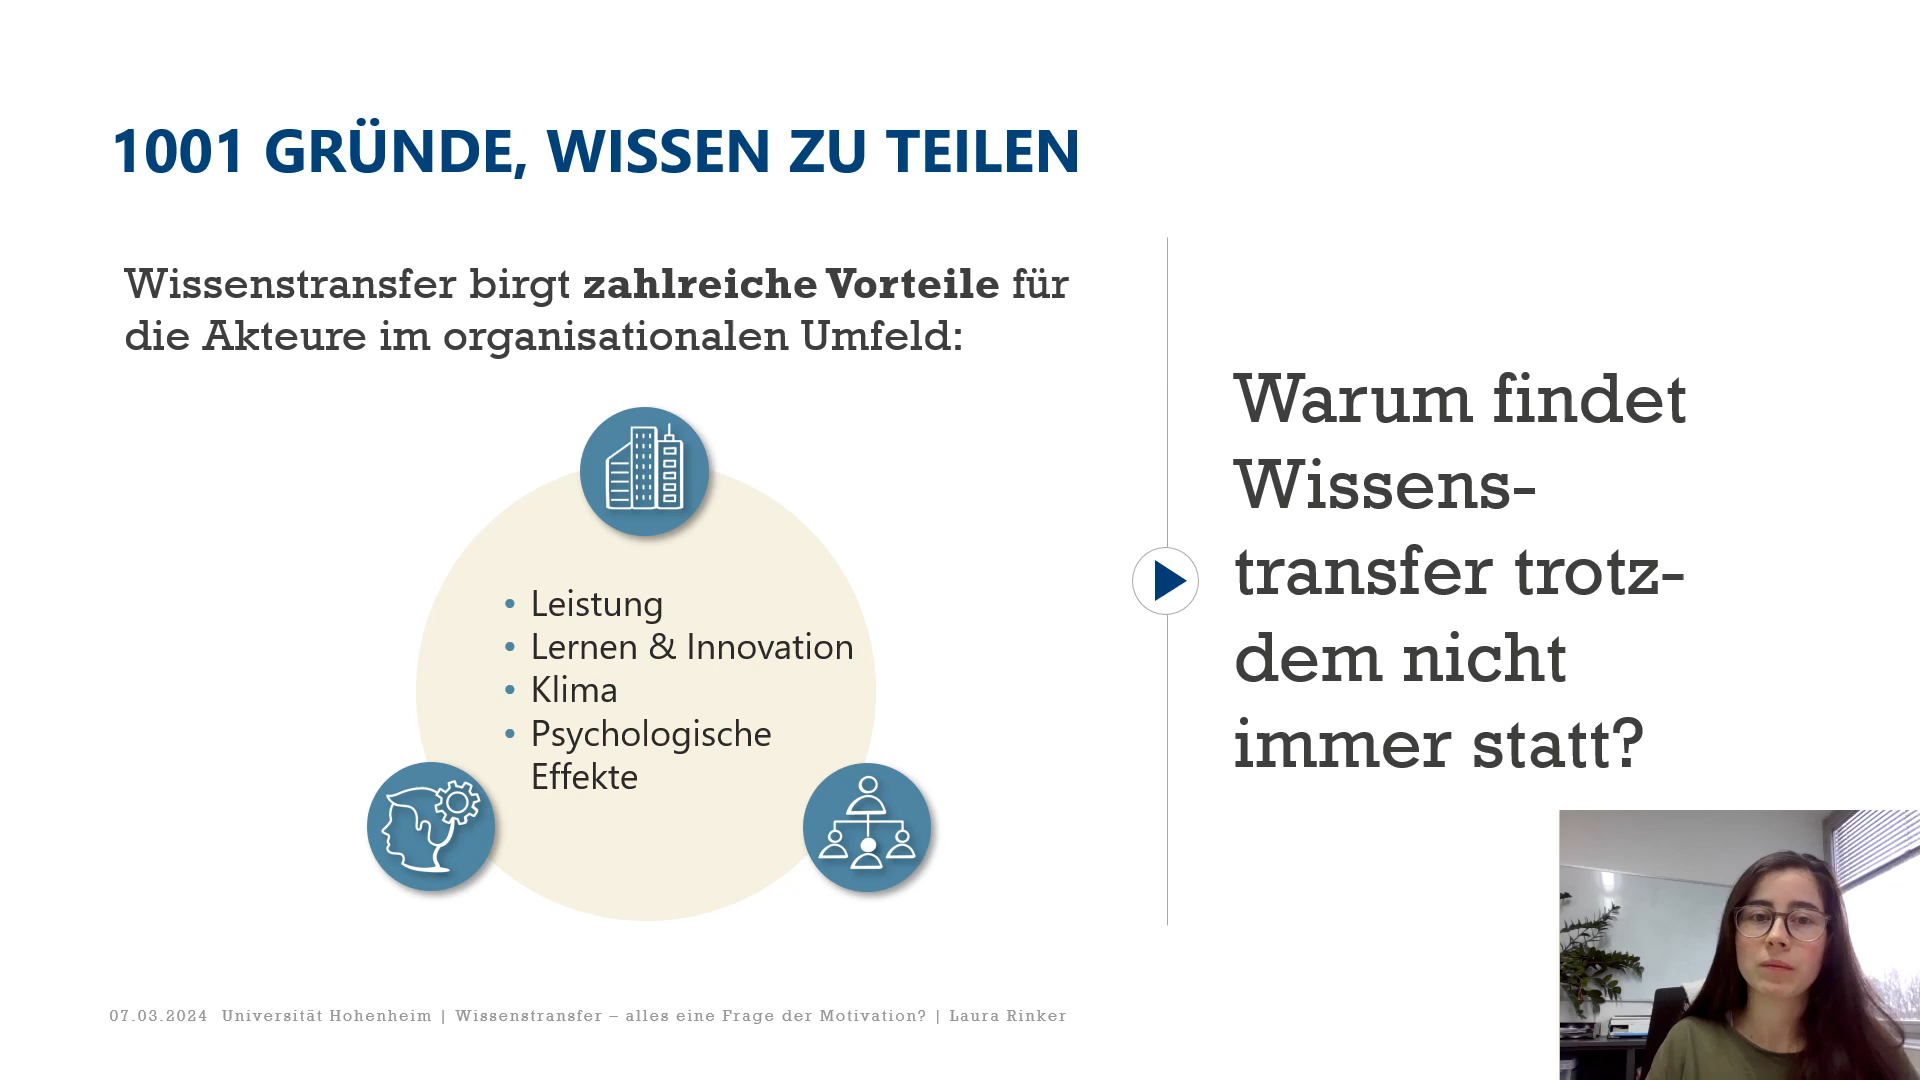 1001 GRÜNDE, WISSEN ZU TEILEN
Wissenstransfer birgt zahlreiche Vorteile für
die Akteure im organisationalen Umfeld:
• Leistung
• Lernen & Innovation
• Klima
• Psychologische
Effekte
Warum findet
Wissens-
transfer trotz-
dem nicht
immer statt?
07.03.2024 Universität Hohenheim | Wissenstransfer – alles eine Frage der Motivation? | Laura Rinker